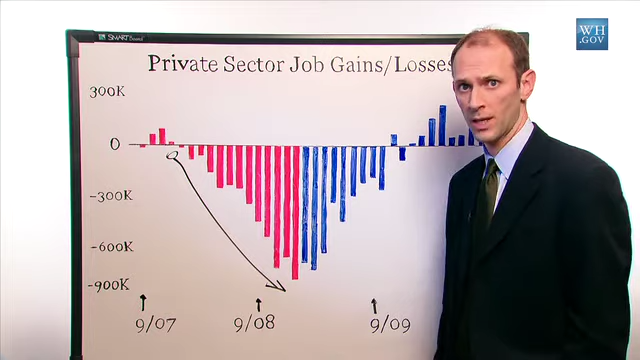 SMART Board
WH
.GOV
Private Sector Job Gains/Losses
300K
0
-300K
-600K
-900K
9/07
9/08
9/09